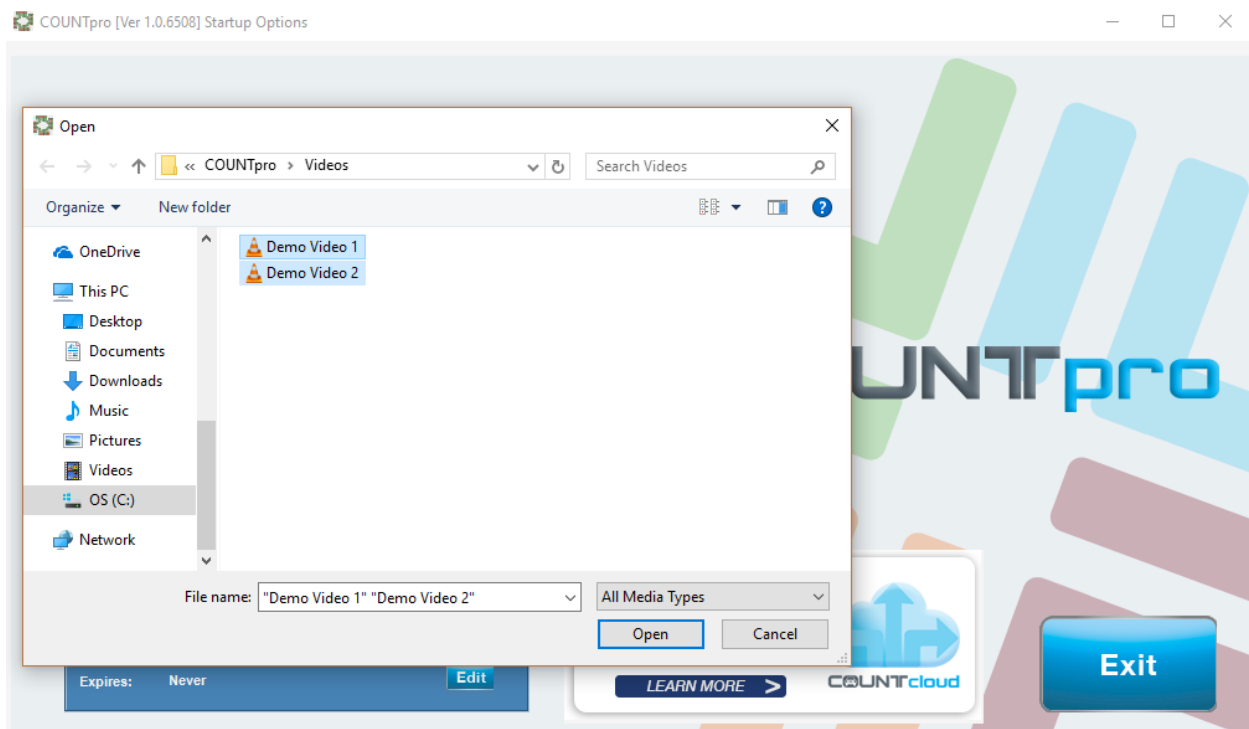 COUNTpro [Ver 1.0.6508] Startup Options
Open
« COUNTpro > Videos
Search Videos
Organize
New folder
OneDrive
This PC
Desktop
Documents
Downloads
Music
Pictures
Videos
OS (C:)
Network
Demo Video 1
Demo Video 2
File name: "Demo Video 1" "Demo Video 2"
All Media Types
Open
Cancel
UNTpro
Expires: Never
Edit
LEARN MORE >
COUNTcloud
Exit